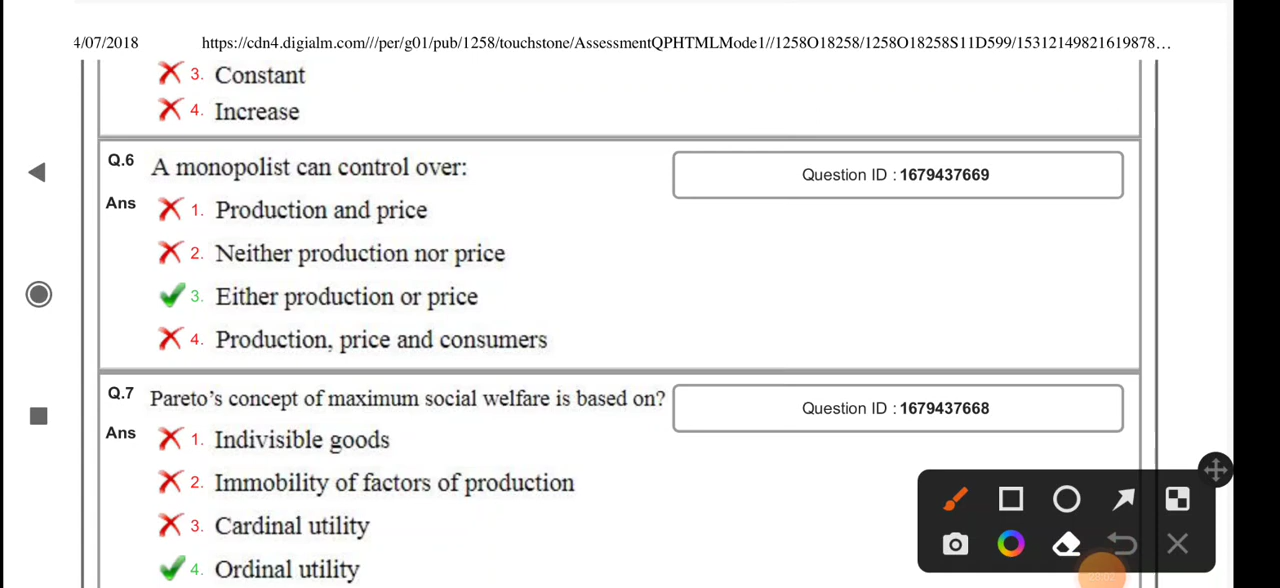 4/07/2018 https://cdn4.digialm.com///per/g01/pub/1258/touchstone/AssessmentQPHTMLMode1//1258O18258/1258O18258S11D599/15312149821619878…
3. Constant
4. Increase
Q.6 A monopolist can control over: Question ID : 1679437669
Ans 1. Production and price
2. Neither production nor price
3. Either production or price
4. Production, price and consumers
Q.7 Pareto's concept of maximum social welfare is based on? Question ID : 1679437668
Ans 1. Indivisible goods
2. Immobility of factors of production
3. Cardinal utility
4. Ordinal utility